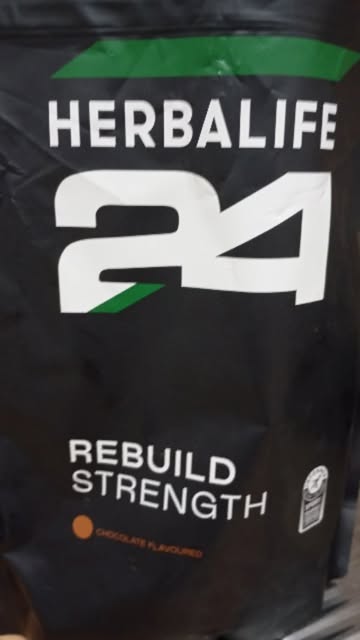 HERBALIFE
24
REBUILD
STRENGTH
CHOCOLATE FLAVOURED